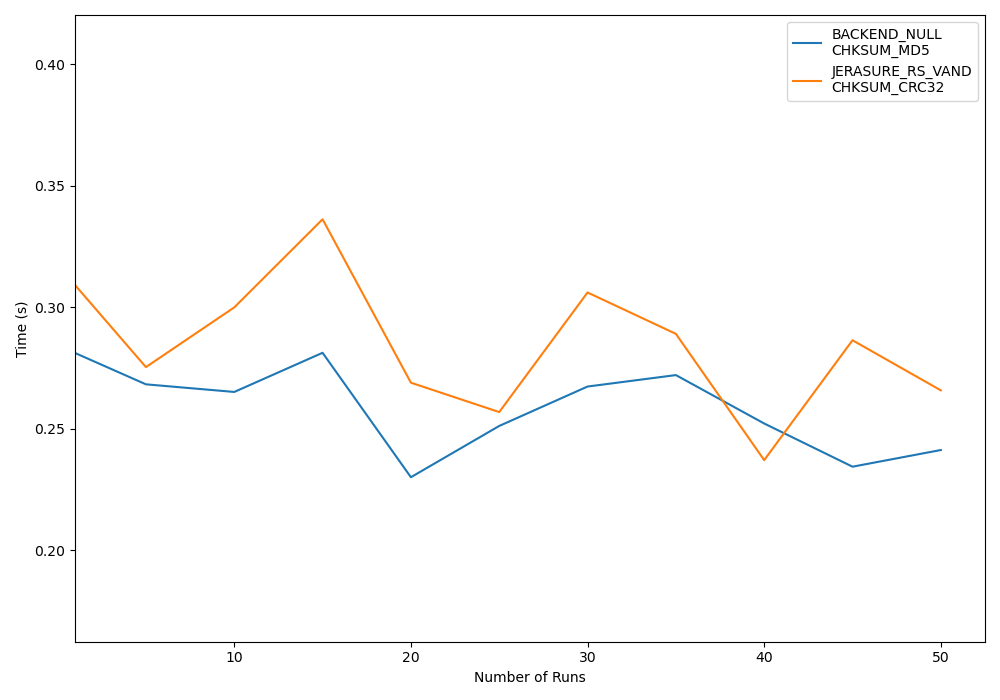 BACKEND_NULL
CHKSUM_MD5
JERASURE_RS_VAND
CHKSUM_CRC32
0.40
0.35
0.30
0.25
0.20
Time (s)
10 20 30 40 50
Number of Runs